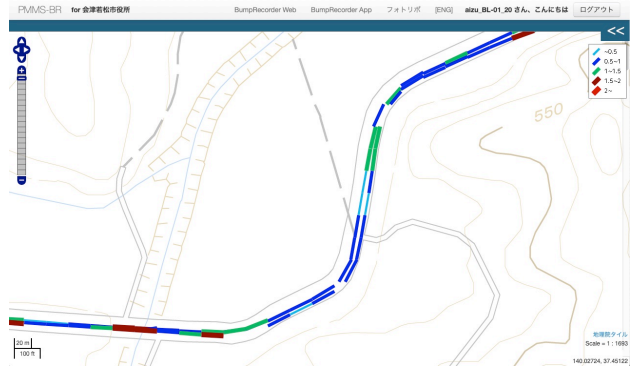 PMMS-BR for 会津若松市役所 BumpRecorder Web BumpRecorder App フォトリポ [ENG] aizu_BL-01_20 さん、こんにちは ログアウト
<<
~0.5
0.5~1
1~1.5
1.5~2
2~
550
20 m
100 ft
地理院タイル
Scale = 1 : 1693
140.02724, 37.45122